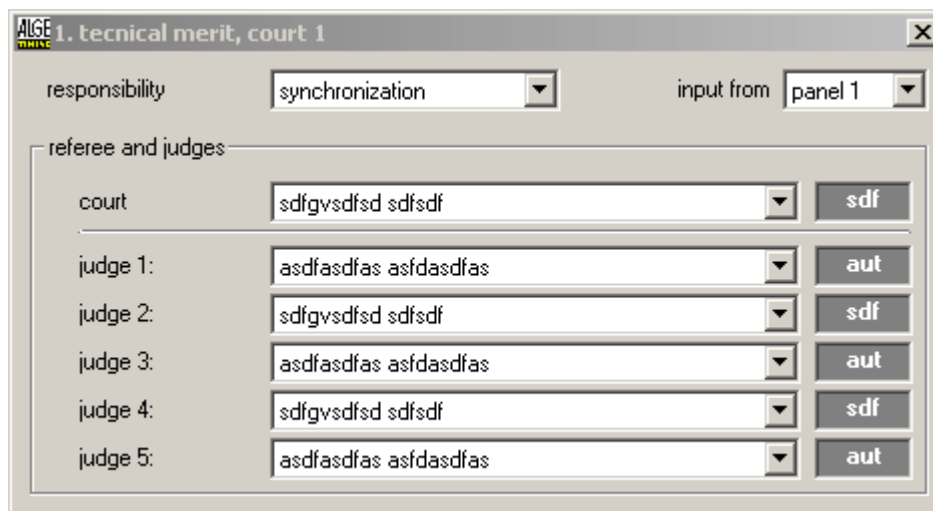 ALGE TIMING 1. tecnical merit, court 1
responsibility synchronization input from panel 1
referee and judges
court sdfgvsdfsd sdfsdf sdf
judge 1: asdfasdfas asfdasdfas aut
judge 2: sdfgvsdfsd sdfsdf sdf
judge 3: asdfasdfas asfdasdfas aut
judge 4: sdfgvsdfsd sdfsdf sdf
judge 5: asdfasdfas asfdasdfas aut